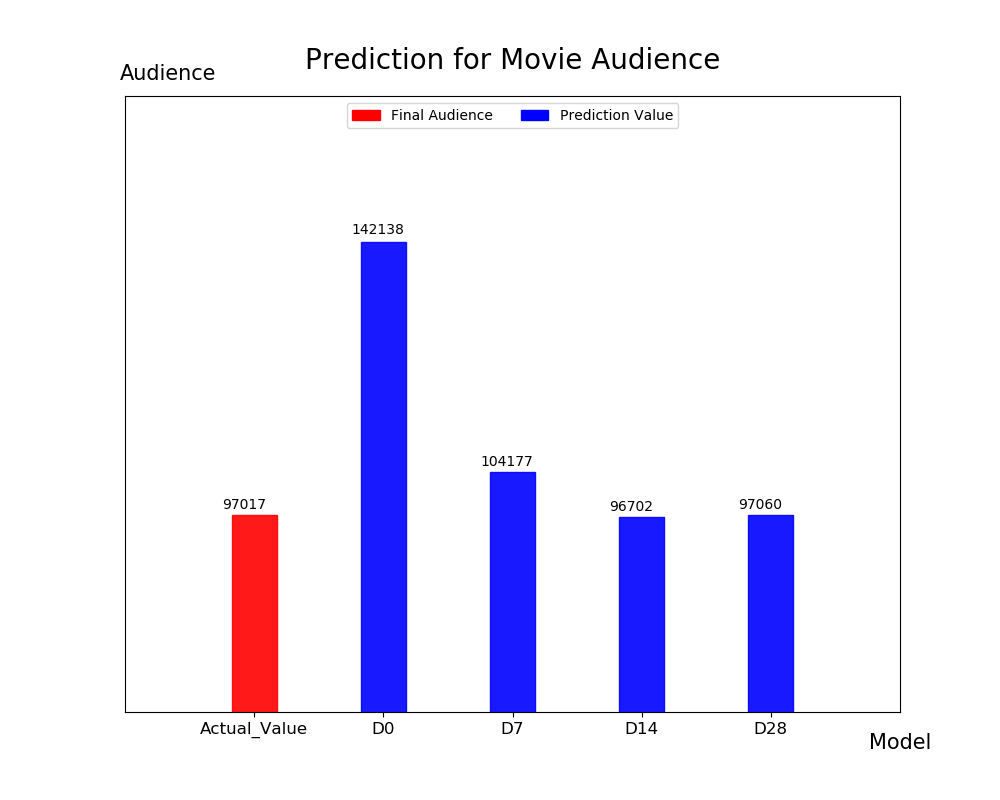 Prediction for Movie Audience
Audience
Final Audience
Prediction Value
142138
104177
97017
96702
97060
Actual_Value
D0
D7
D14
D28
Model